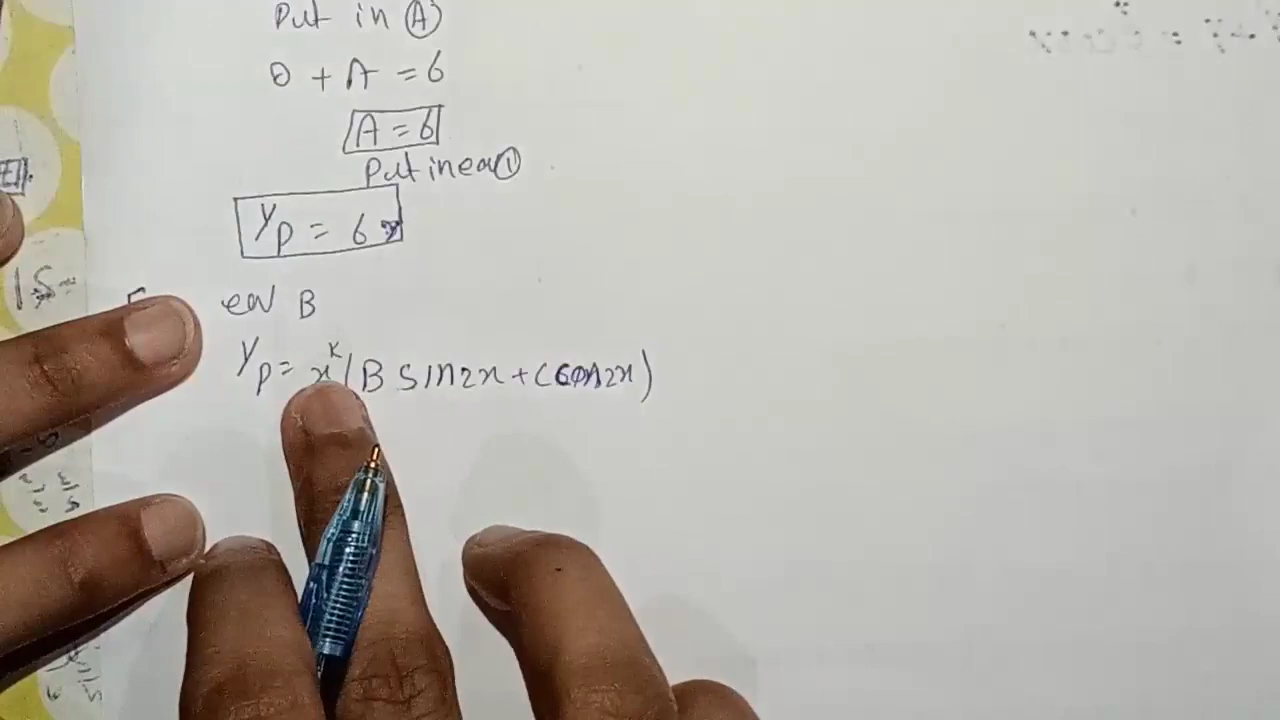 Put in Ⓐ
0 + A = 6
A = 6
Put in eq ①
Yp = 6
eq B
Yp = x^k (B sin2x + C cos2x)